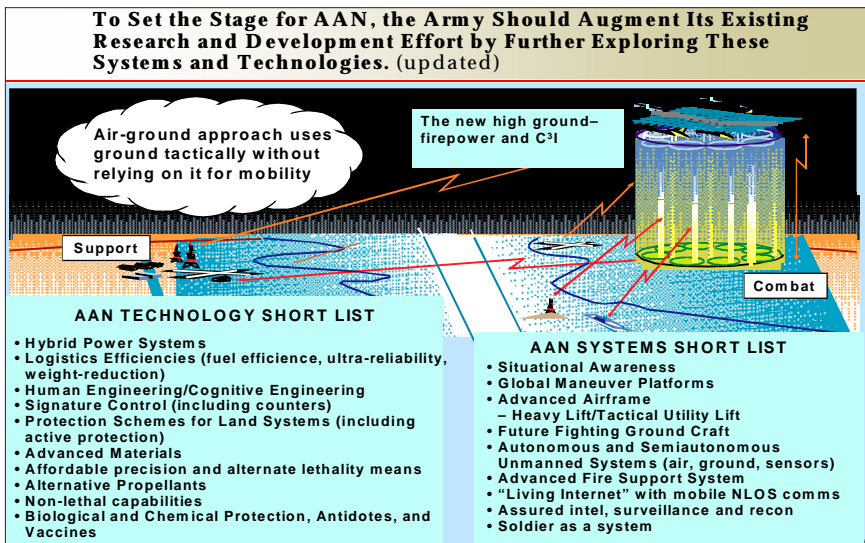 To Set the Stage for AAN, the Army Should Augment Its Existing
Research and Development Effort by Further Exploring These
Systems and Technologies. (updated)
Air-ground approach uses
ground tactically without
relying on it for mobility
The new high ground–
firepower and C³I
Support
Combat
AAN TECHNOLOGY SHORT LIST
• Hybrid Power Systems
• Logistics Efficiencies (fuel efficience, ultra-reliability,
weight-reduction)
• Human Engineering/Cognitive Engineering
• Signature Control (including counters)
• Protection Schemes for Land Systems (including
active protection)
• Advanced Materials
• Affordable precision and alternate lethality means
• Alternative Propellants
• Non-lethal capabilities
• Biological and Chemical Protection, Antidotes, and
Vaccines
AAN SYSTEMS SHORT LIST
• Situational Awareness
• Global Maneuver Platforms
• Advanced Airframe
– Heavy Lift/Tactical Utility Lift
• Future Fighting Ground Craft
• Autonomous and Semiautonomous
Unmanned Systems (air, ground, sensors)
• Advanced Fire Support System
• “Living Internet” with mobile NLOS comms
• Assured intel, surveillance and recon
• Soldier as a system